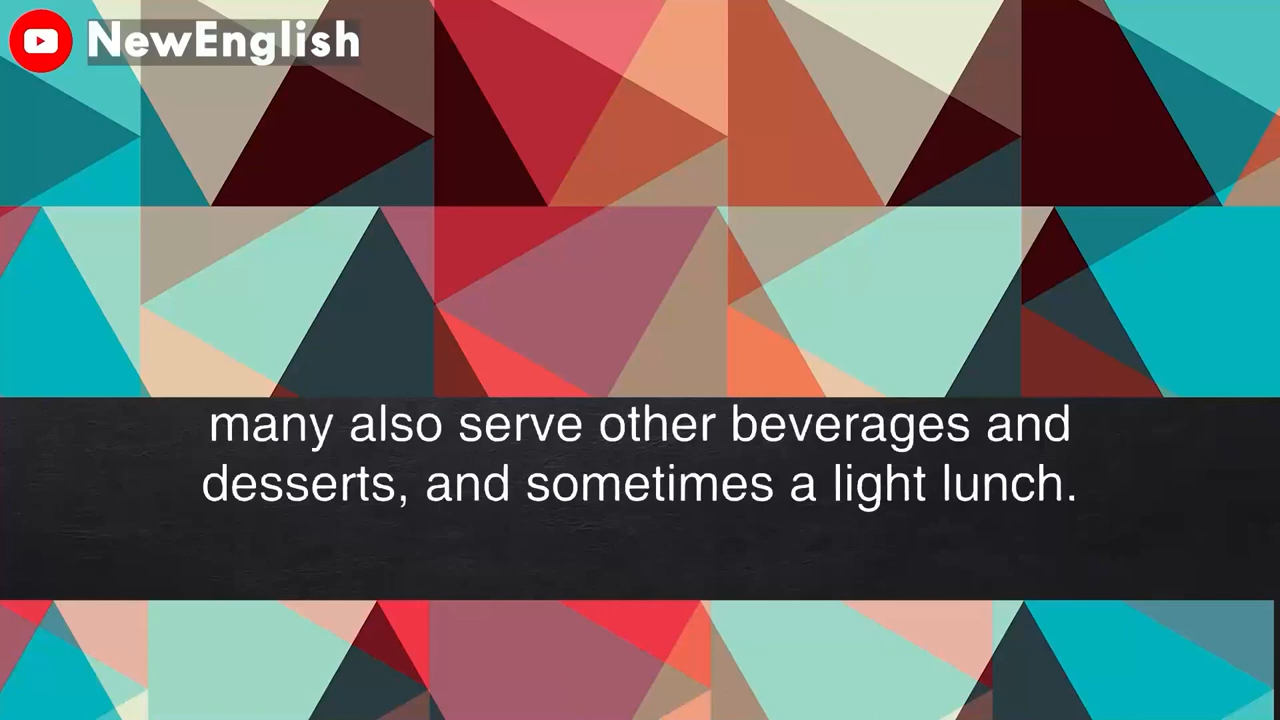 NewEnglish
many also serve other beverages and
desserts, and sometimes a light lunch.